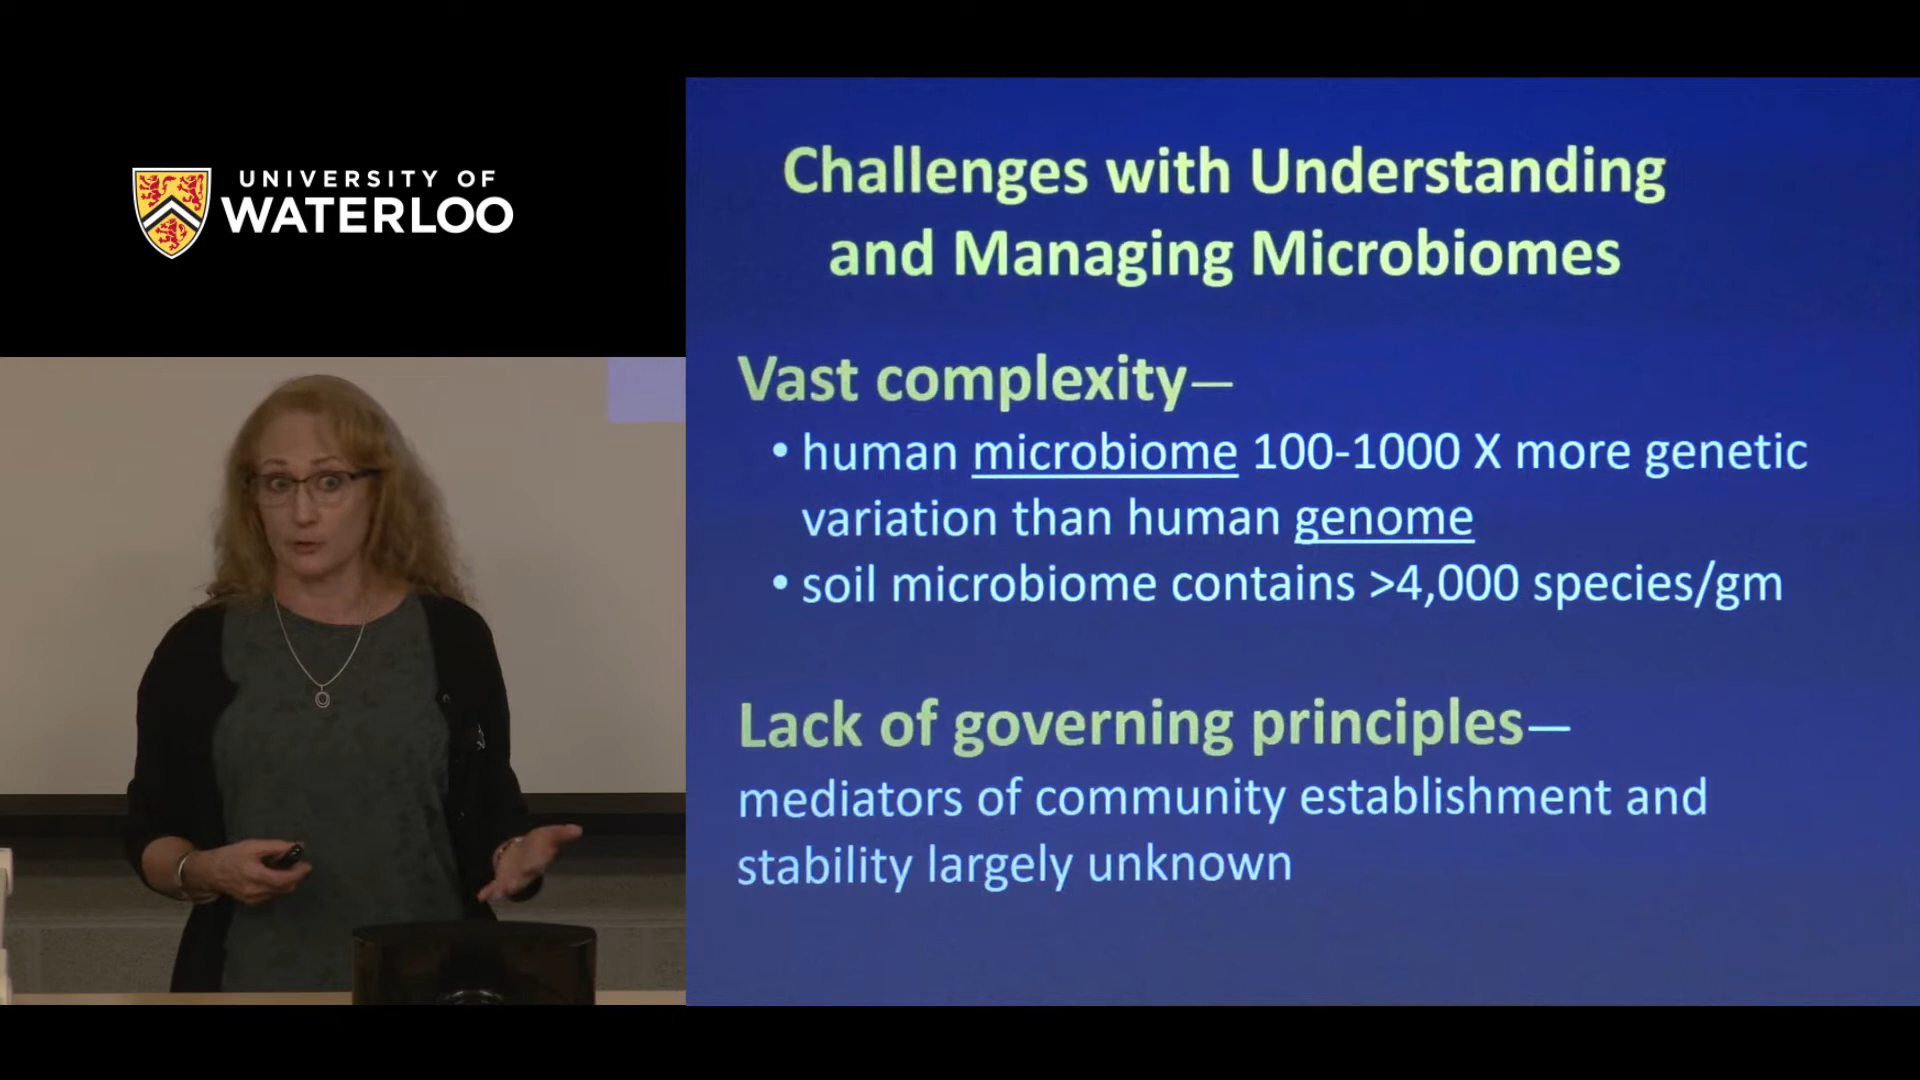 UNIVERSITY OF
WATERLOO
Challenges with Understanding
and Managing Microbiomes
Vast complexity—
• human microbiome 100-1000 X more genetic
variation than human genome
• soil microbiome contains >4,000 species/gm
Lack of governing principles—
mediators of community establishment and
stability largely unknown